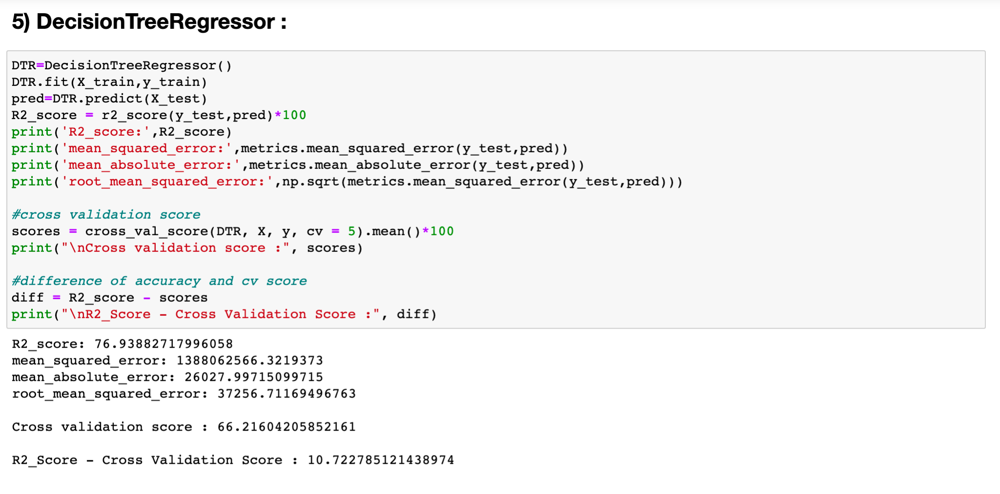 5) DecisionTreeRegressor :
DTR=DecisionTreeRegressor()
DTR.fit(X_train,y_train)
pred=DTR.predict(X_test)
R2_score = r2_score(y_test,pred)*100
print('R2_score:',R2_score)
print('mean_squared_error:',metrics.mean_squared_error(y_test,pred))
print('mean_absolute_error:',metrics.mean_absolute_error(y_test,pred))
print('root_mean_squared_error:',np.sqrt(metrics.mean_squared_error(y_test,pred)))
#cross validation score
scores = cross_val_score(DTR, X, y, cv = 5).mean()*100
print("\nCross validation score :", scores)
#difference of accuracy and cv score
diff = R2_score - scores
print("\nR2_Score - Cross Validation Score :", diff)
R2_score: 76.93882717996058
mean_squared_error: 1388062566.3219373
mean_absolute_error: 26027.99715099715
root_mean_squared_error: 37256.71169496763
Cross validation score : 66.21604205852161
R2_Score - Cross Validation Score : 10.722785121438974